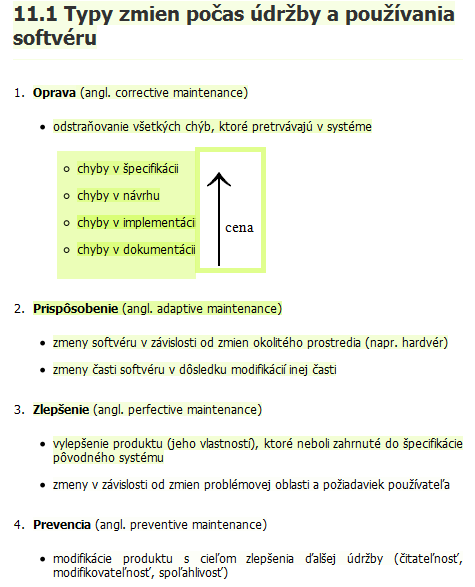 11.1 Typy zmien počas údržby a používania
softvéru
1. Oprava (angl. corrective maintenance)
• odstraňovanie všetkých chýb, ktoré pretrvávajú v systéme
chyby v špecifikácii
chyby v návrhu
chyby v implementácii
chyby v dokumentácii
cena
2. Prispôsobenie (angl. adaptive maintenance)
• zmeny softvéru v závislosti od zmien okolitého prostredia (napr. hardvér)
• zmeny časti softvéru v dôsledku modifikácií inej časti
3. Zlepšenie (angl. perfective maintenance)
• vylepšenie produktu (jeho vlastností), ktoré neboli zahrnuté do špecifikácie
pôvodného systému
• zmeny v závislosti od zmien problémovej oblasti a požiadaviek používateľa
4. Prevencia (angl. preventive maintenance)
• modifikácie produktu s cieľom zlepšenia ďalšej údržby (čitateľnosť,
modifikovateľnosť, spoľahlivosť)